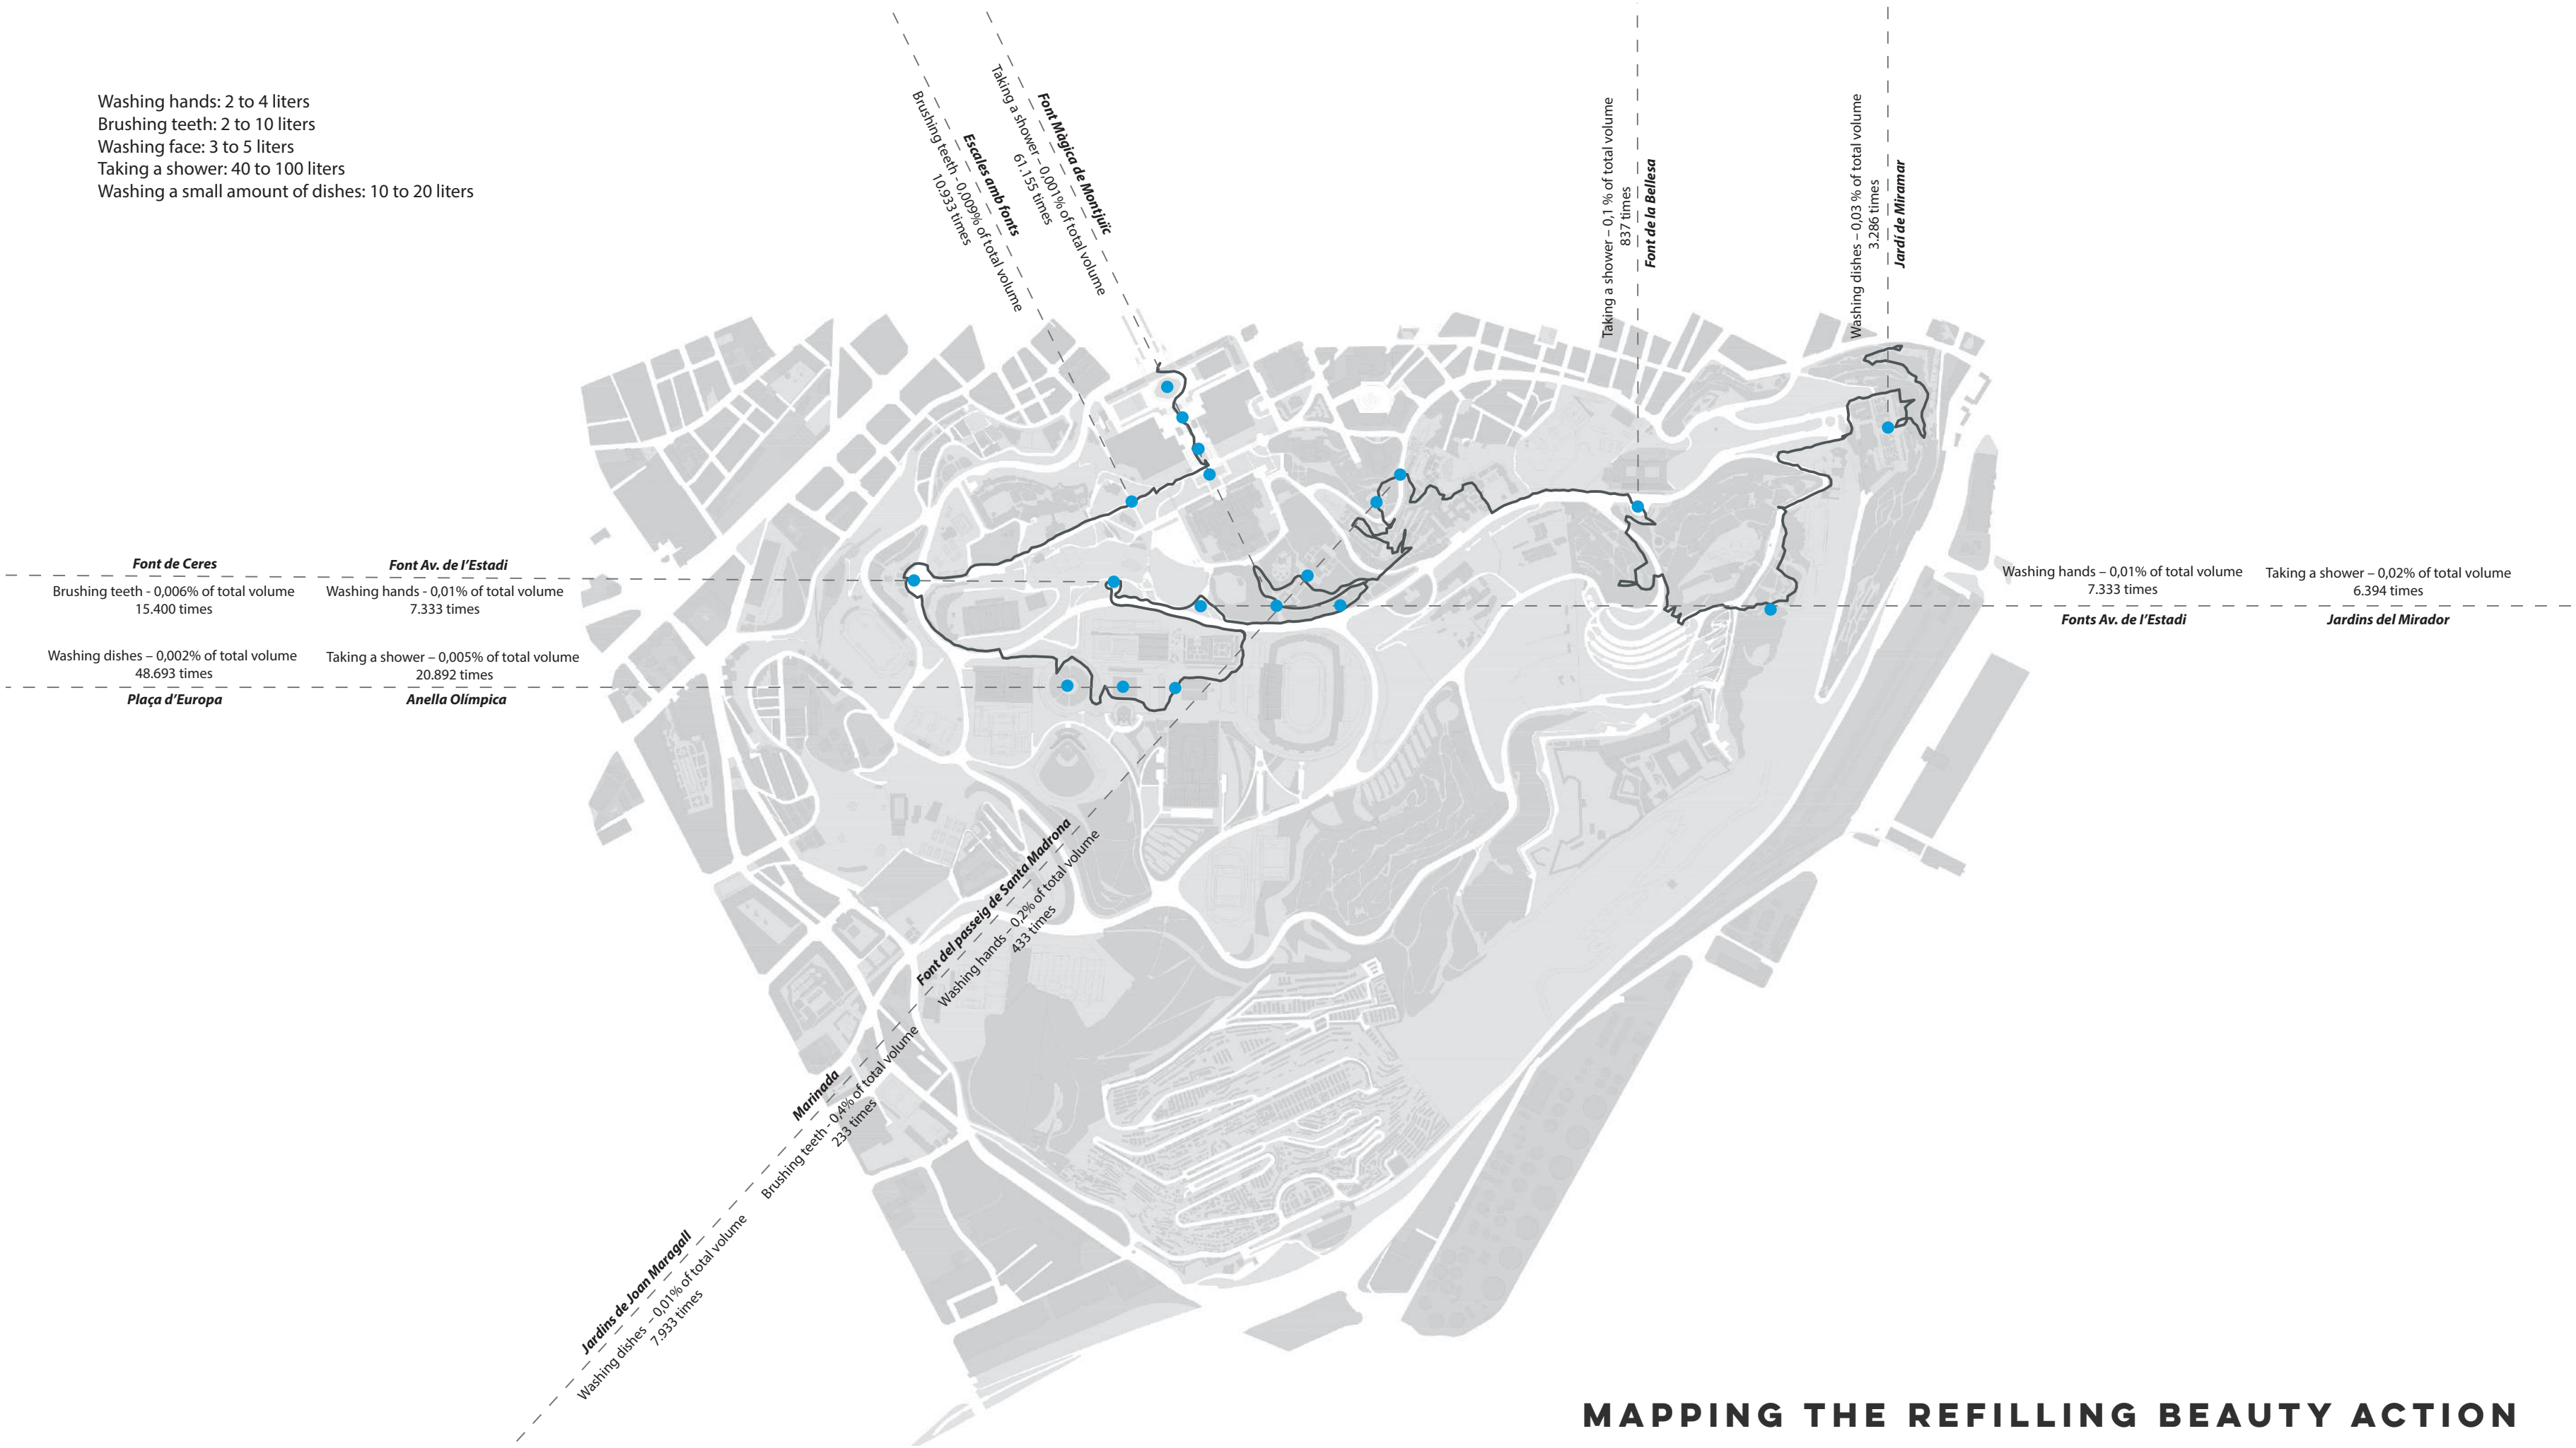 Washing hands: 2 to 4 liters
Brushing teeth: 2 to 10 liters
Washing face: 3 to 5 liters
Taking a shower: 40 to 100 liters
Washing a small amount of dishes: 10 to 20 liters
Escales amb fonts
Brushing teeth - 0,009% of total volume
10.933 times
Font Màgica de Montjuïc
Taking a shower – 0,001% of total volume
61.155 times
Taking a shower – 0,1 % of total volume
837 times
Font de la Bellesa
Washing dishes – 0,03 % of total volume
3.286 times
Jardí de Miramar
Font de Ceres
Brushing teeth - 0,006% of total volume
15.400 times
Font Av. de l’Estadi
Washing hands - 0,01% of total volume
7.333 times
Washing dishes – 0,002% of total volume
48.693 times
Plaça d’Europa
Taking a shower – 0,005% of total volume
20.892 times
Anella Olímpica
Washing hands – 0,01% of total volume
7.333 times
Fonts Av. de l’Estadi
Taking a shower – 0,02% of total volume
6.394 times
Jardins del Mirador
Font del passeig de Santa Madrona
Washing hands - 0,2% of total volume
433 times
Marinada
Brushing teeth - 0,4% of total volume
233 times
Jardins de Joan Maragall
Washing dishes - 0,01% of total volume
7.933 times
MAPPING THE REFILLING BEAUTY ACTION